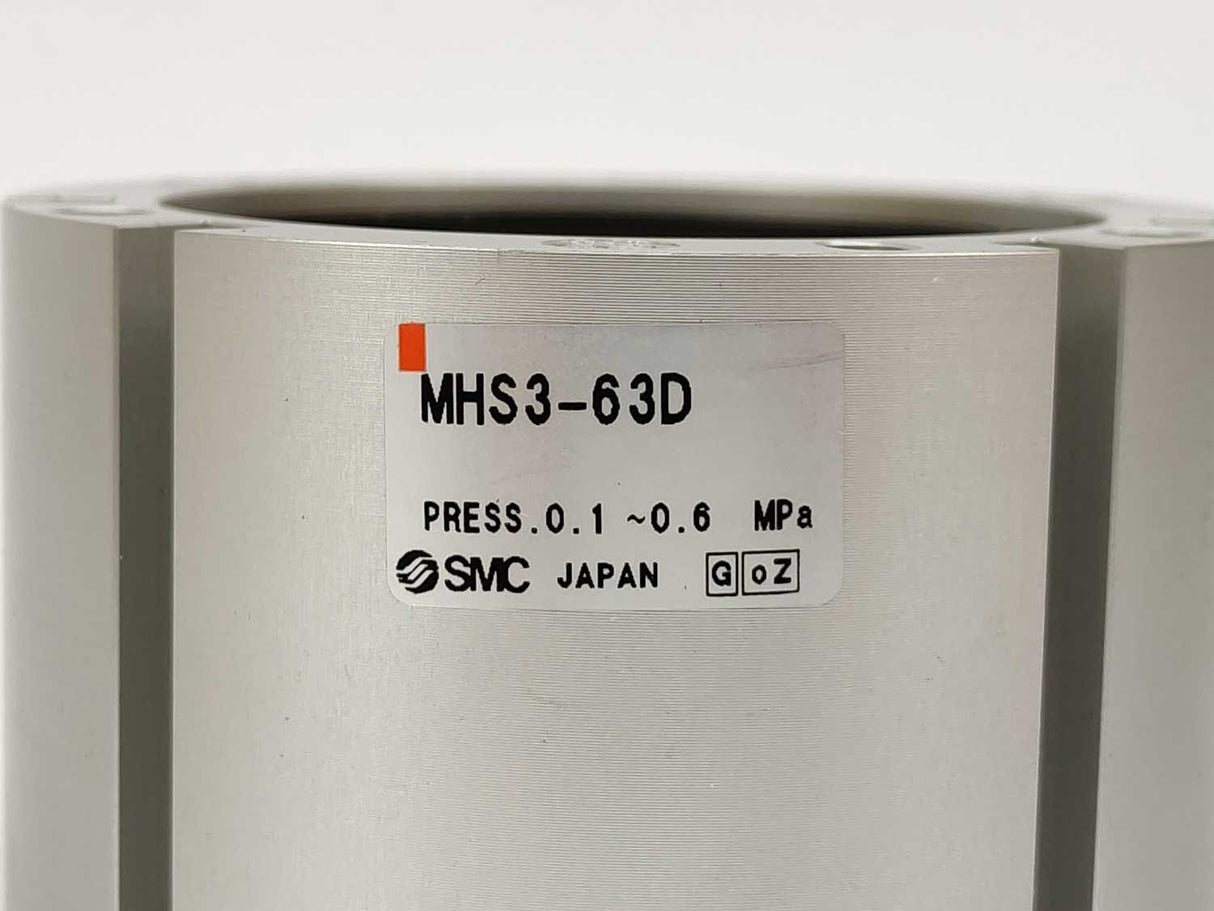 MHS3-63D
PRESS.0.1 ~0.6 MPa
SMC JAPAN G oZ